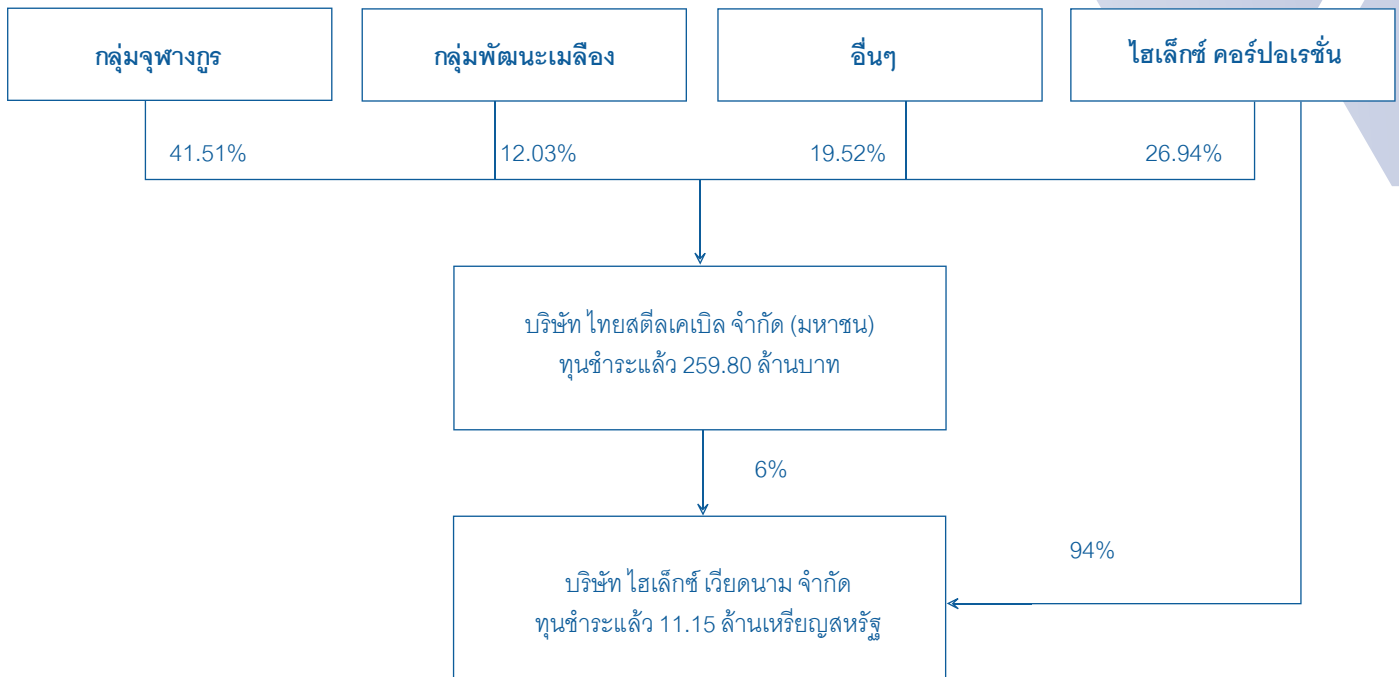 กลุ่มจุฬางกูร
กลุ่มพัฒนะเมลือง
อื่นๆ
ไฮเล็กซ์ คอร์ปอเรชั่น
41.51%
12.03%
19.52%
26.94%
บริษัท ไทยสตีลเคเบิล จำกัด (มหาชน)
ทุนชำระแล้ว 259.80 ล้านบาท
6%
94%
บริษัท ไฮเล็กซ์ เวียดนาม จำกัด
ทุนชำระแล้ว 11.15 ล้านเหรียญสหรัฐ